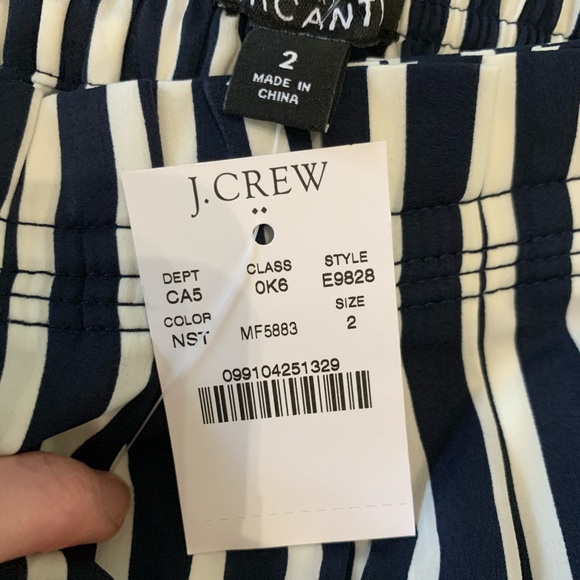 2
MADE IN
CHINA
J.CREW
DEPT CLASS STYLE
CA5 0K6 E9828
COLOR SIZE
NST MF5883 2
099104251329